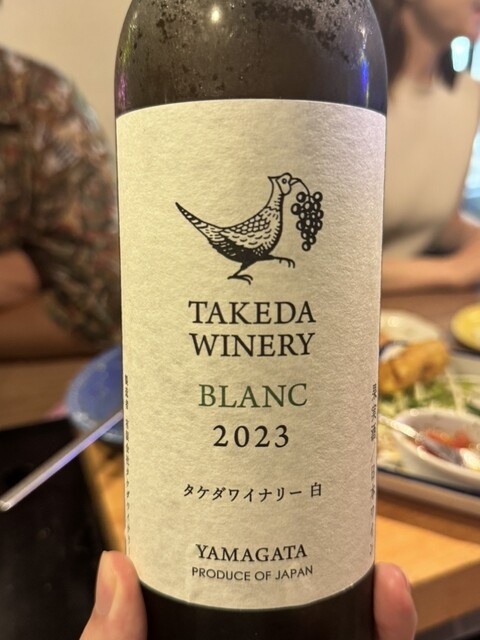 TAKEDA
WINERY
BLANC
2023
タケダワイナリー 白
YAMAGATA
PRODUCE OF JAPAN